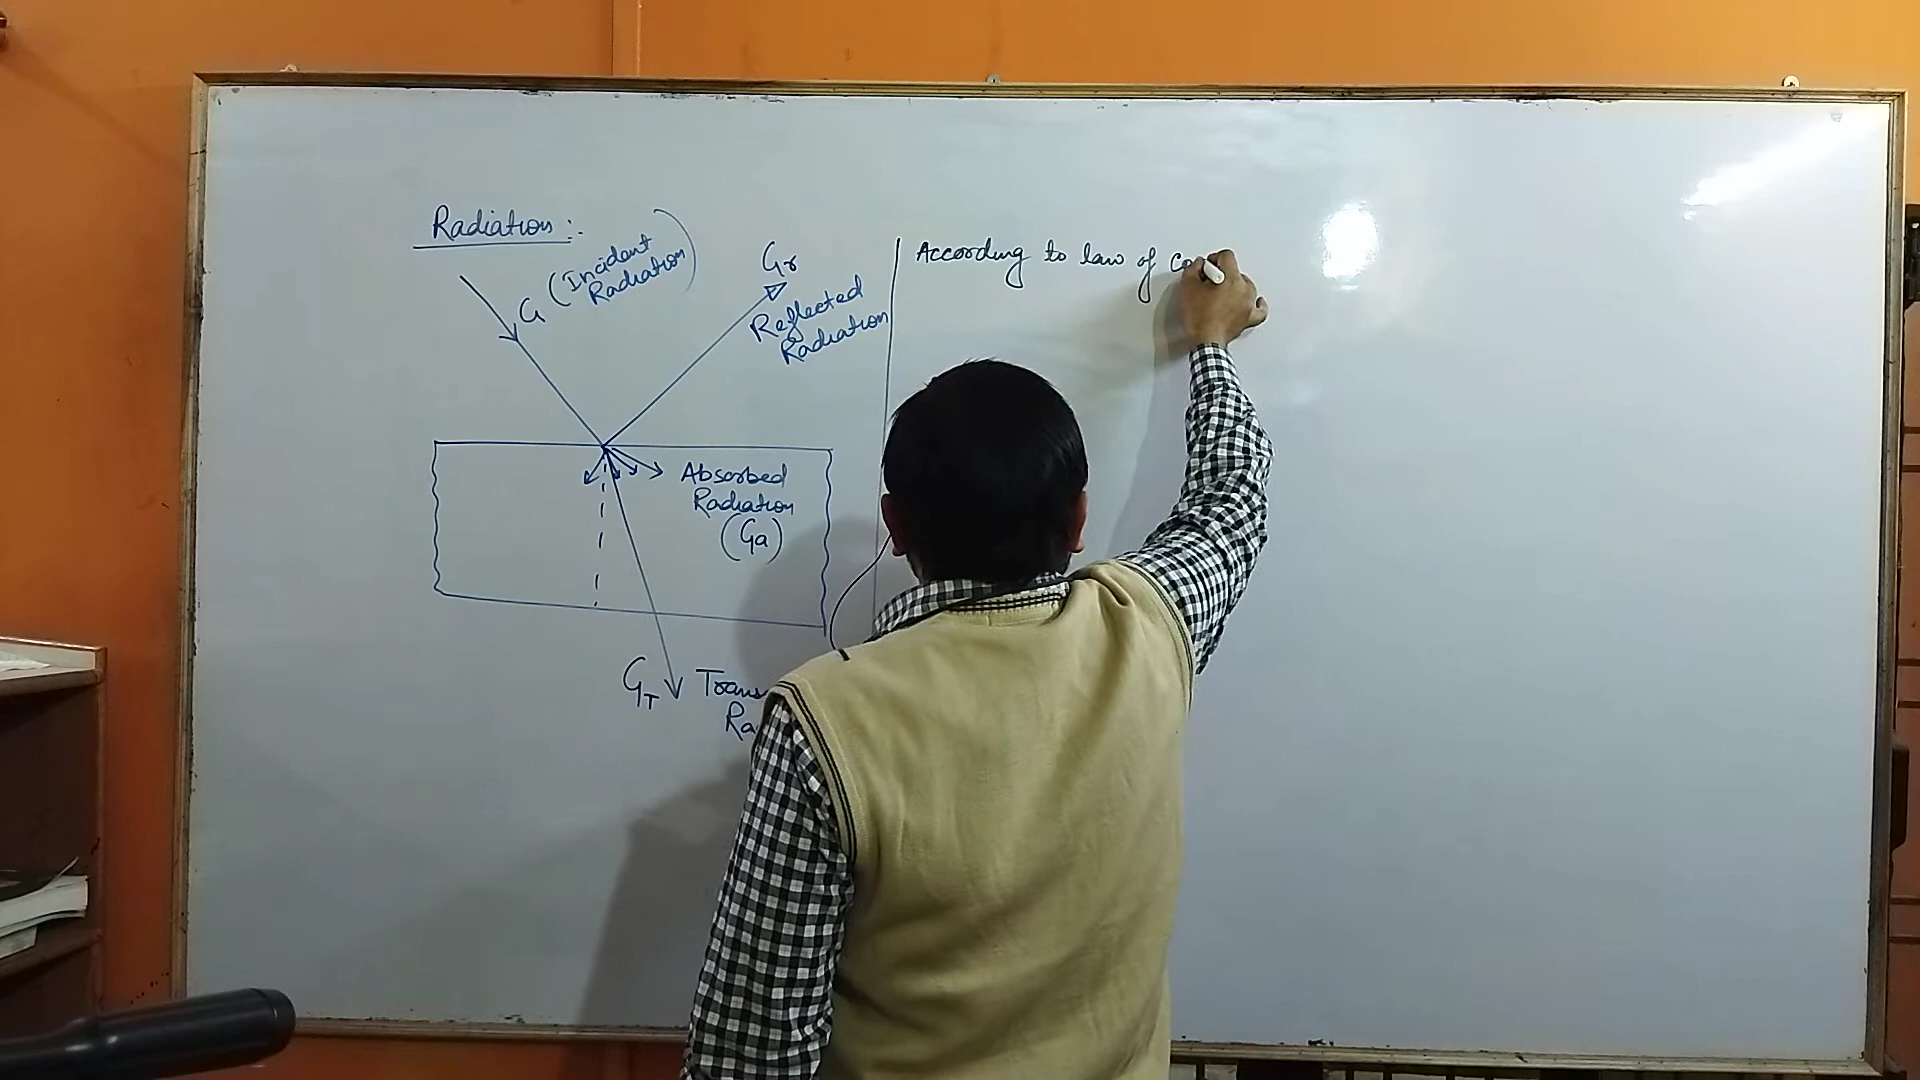 Radiation :-
G (Incident
Radiation)
Gr
Reflected
Radiation
Absorbed
Radiation
(Ga)
GT
According to law of